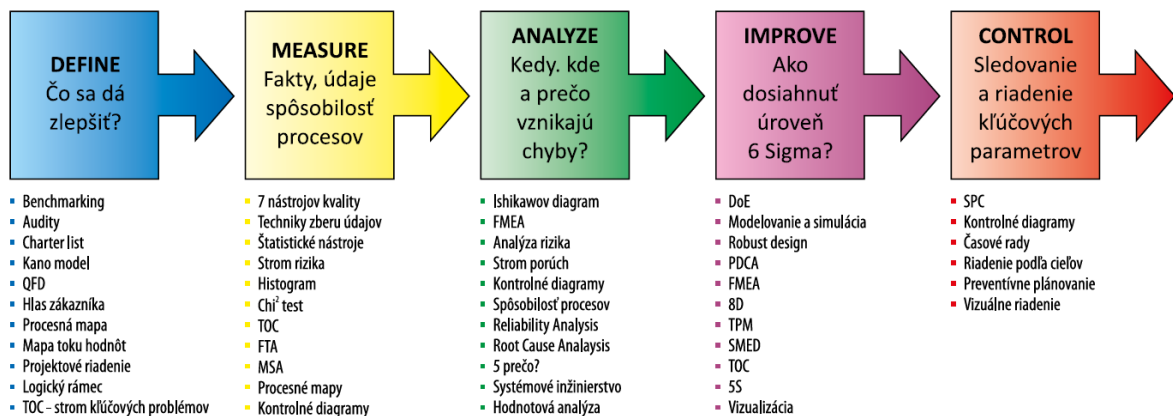 DEFINE
Čo sa dá
zlepšiť?
MEASURE
Fakty, údaje
spôsobilosť
procesov
ANALYZE
Kedy. kde
a prečo
vznikajú
chyby?
IMPROVE
Ako
dosiahnuť
úroveň
6 Sigma?
CONTROL
Sledovanie
a riadenie
kľúčových
parametrov
Benchmarking
Audity
Charter list
Kano model
QFD
Hlas zákazníka
Procesná mapa
Mapa toku hodnôt
Projektové riadenie
Logický rámec
TOC – strom kľúčových problémov
7 nástrojov kvality
Techniky zberu údajov
Štatistické nástroje
Strom rizika
Histogram
Chi² test
TOC
FTA
MSA
Procesné mapy
Kontrolné diagramy
Ishikawov diagram
FMEA
Analýza rizika
Strom porúch
Kontrolné diagramy
Spôsobilosť procesov
Reliability Analysis
Root Cause Analaysis
5 prečo?
Systémové inžinierstvo
Hodnotová analýza
DoE
Modelovanie a simulácia
Robust design
PDCA
FMEA
8D
TPM
SMED
TOC
5S
Vizualizácia
SPC
Kontrolné diagramy
Časové rady
Riadenie podľa cieľov
Preventívne plánovanie
Vizuálne riadenie